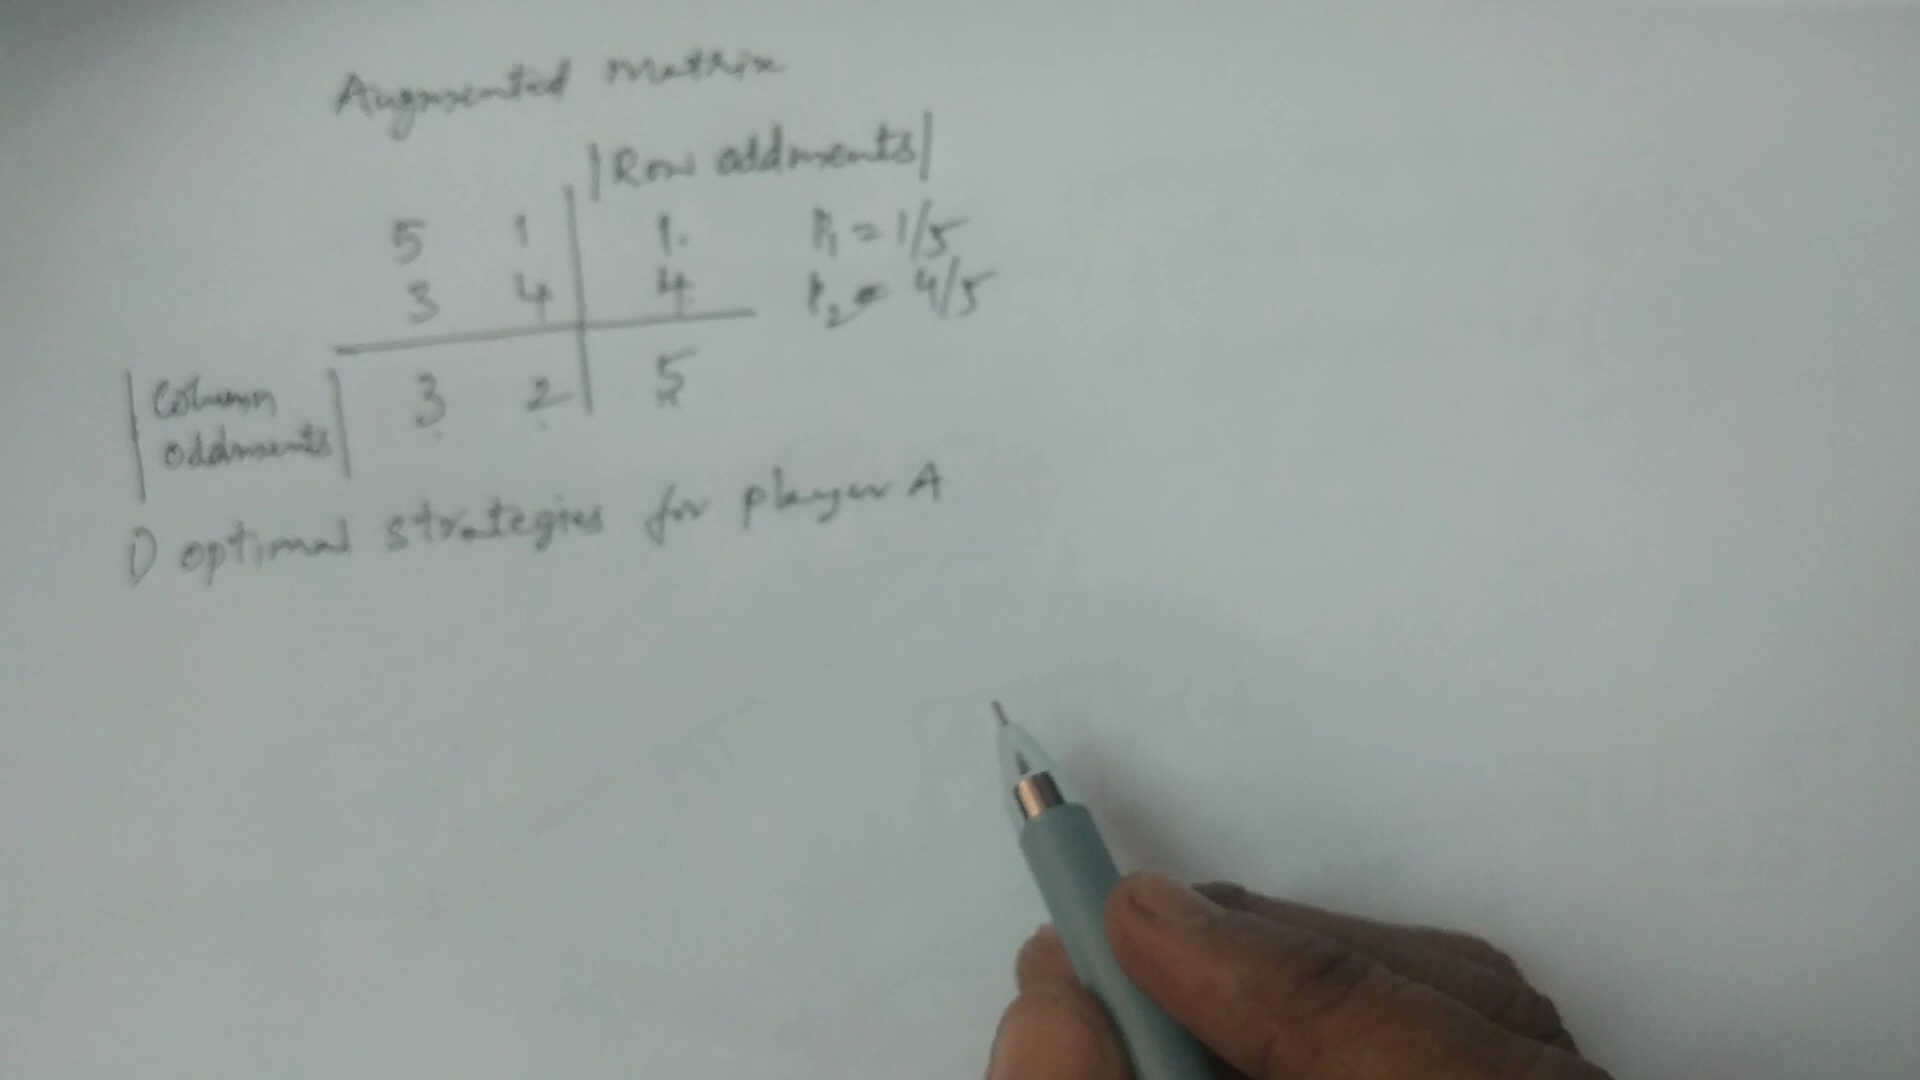 Augmented matrix
|Row oddments|
5 1 | 1 P₁ = 1/5
3 4 | 4 P₂ = 4/5
|Column oddments| 3 2 | 5
1) optimal strategies for player A